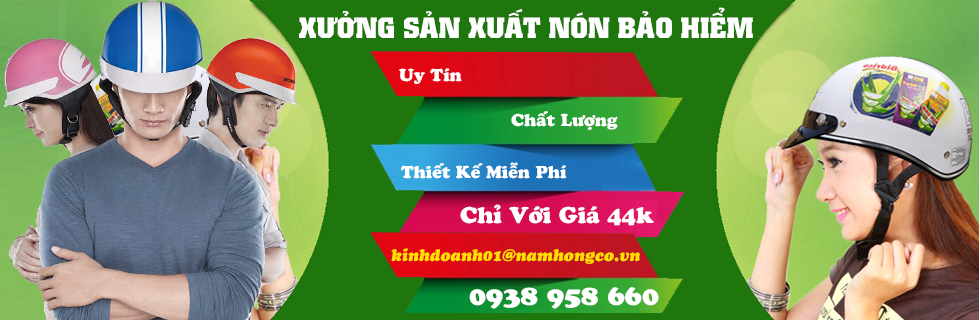 XƯỞNG SẢN XUẤT NÓN BẢO HIỂM
Uy Tín
Chất Lượng
Thiết Kế Miễn Phí
Chỉ Với Giá 44k
kinhdoanh01@namhongco.vn
0938 958 660